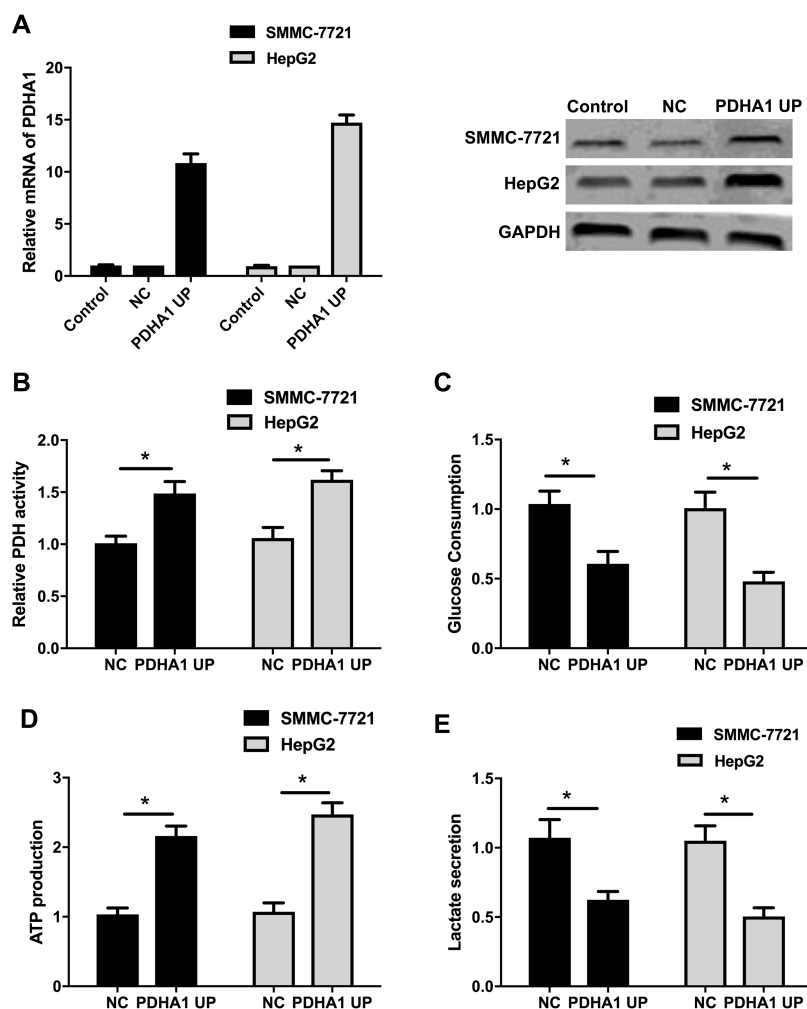 A
SMMC-7721
HepG2
Relative mRNA of PDHA1
20
15
10
5
0
Control
NC
PDHA1 UP
Control
NC
PDHA1 UP
Control NC PDHA1 UP
SMMC-7721
HepG2
GAPDH
B
SMMC-7721
HepG2
Relative PDH activity
2.0
1.5
1.0
0.5
0.0
* *
NC PDHA1 UP NC PDHA1 UP
C
SMMC-7721
HepG2
Glucose Consumption
1.5
1.0
0.5
0.0
* *
NC PDHA1 UP NC PDHA1 UP
D
SMMC-7721
HepG2
ATP production
3
2
1
0
* *
NC PDHA1 UP NC PDHA1 UP
E
SMMC-7721
HepG2
Lactate secretion
1.5
1.0
0.5
0.0
* *
NC PDHA1 UP NC PDHA1 UP